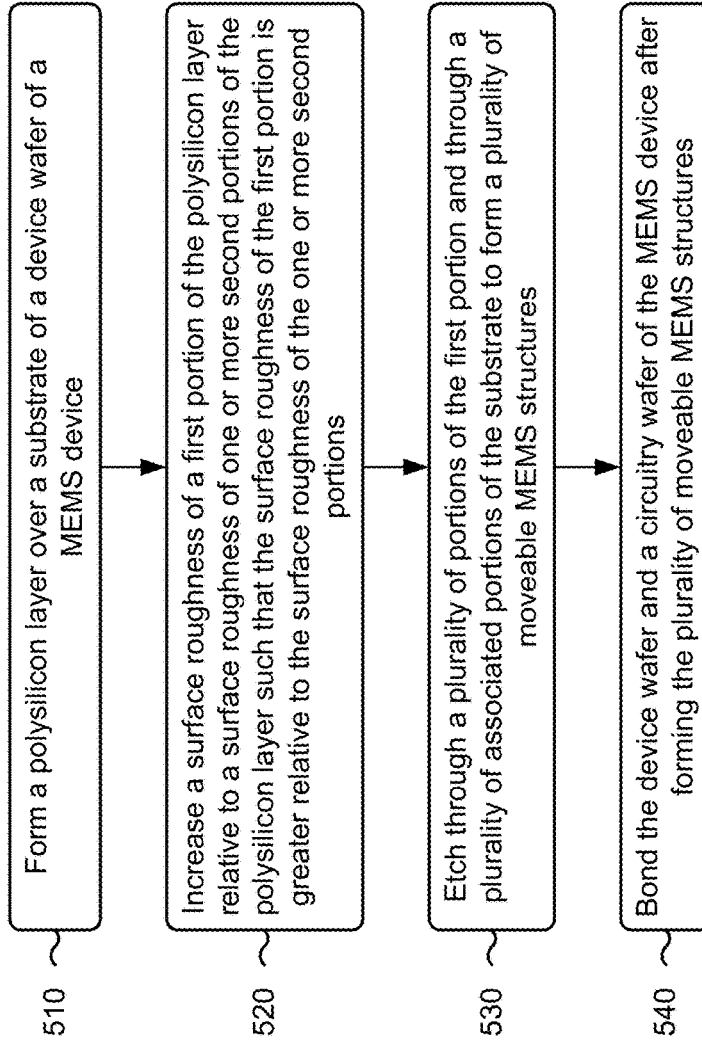 510
Form a polysilicon layer over a substrate of a device wafer of a
MEMS device
520
Increase a surface roughness of a first portion of the polysilicon layer
relative to a surface roughness of one or more second portions of the
polysilicon layer such that the surface roughness of the first portion is
greater relative to the surface roughness of the one or more second
portions
530
Etch through a plurality of portions of the first portion and through a
plurality of associated portions of the substrate to form a plurality of
moveable MEMS structures
540
Bond the device wafer and a circuitry wafer of the MEMS device after
forming the plurality of moveable MEMS structures